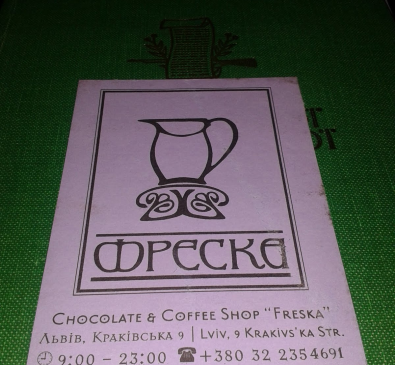 ФРЕСКА
CHOCOLATE & COFFEE SHOP "FRESKA"
ЛЬВІВ, КРАКІВСЬКА 9 | LVIV, 9 KRAKIVS'KA STR.
9:00 - 23:00 ☎ +380 32 2354691